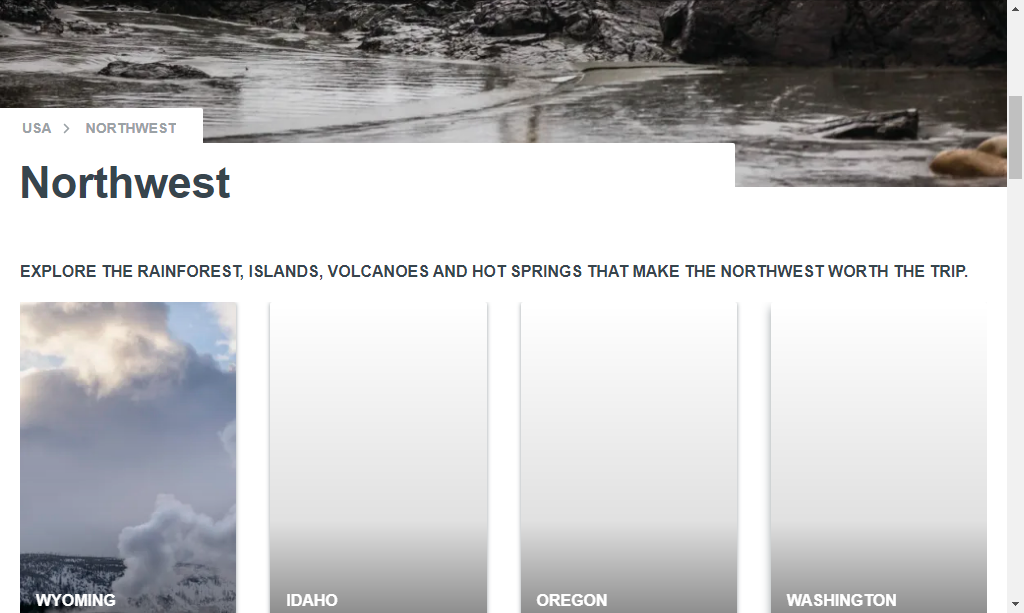 USA > NORTHWEST
Northwest
EXPLORE THE RAINFOREST, ISLANDS, VOLCANOES AND HOT SPRINGS THAT MAKE THE NORTHWEST WORTH THE TRIP.
WYOMING
IDAHO
OREGON
WASHINGTON